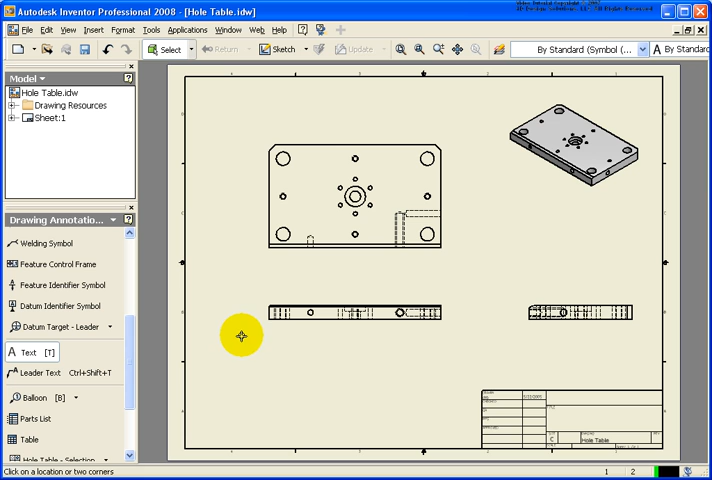 Autodesk Inventor Professional 2008 - [Hole Table.idw]
File Edit View Insert Format Tools Inventor Web Help
Select Return Sketch Update By Standard (Symbol (... A By Standard
Model
Hole Table.idw
Drawing Resources
Sheet:1
Drawing Annotatio...
Welding Symbol
Feature Control Frame
Feature Identifier Symbol
Datum Identifier Symbol
Datum Target - Leader
A Text [T]
Leader Text Ctrl+Shift+T
Balloon [B]
Parts List
Table
Hole Table - Selection
C
Hole Table
Click on a location or two corners
1 2